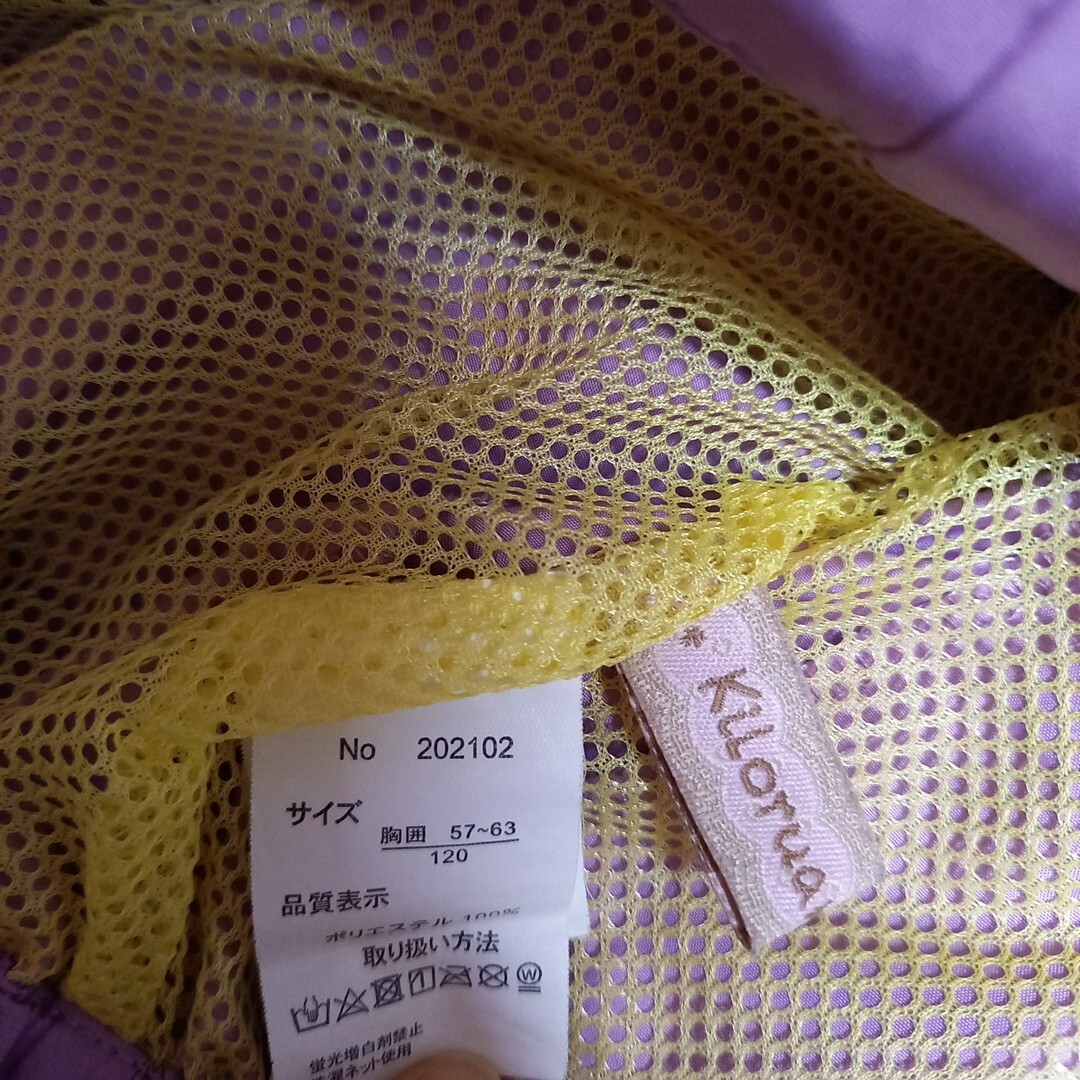 No 202102
サイズ
胸囲 57~63
120
品質表示
ポリエステル 100%
取り扱い方法
蛍光増白剤禁止
ネット使用
Kilorua